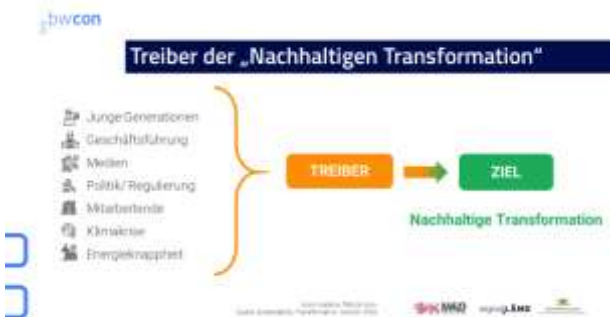 bwcon
Treiber der „Nachhaltigen Transformation“
Junge Generationen
Geschäftsführung
Medien
Politik/ Regulierung
Mitarbeitende
Klimakrise
Energieknappheit
TREIBER
ZIEL
Nachhaltige Transformation